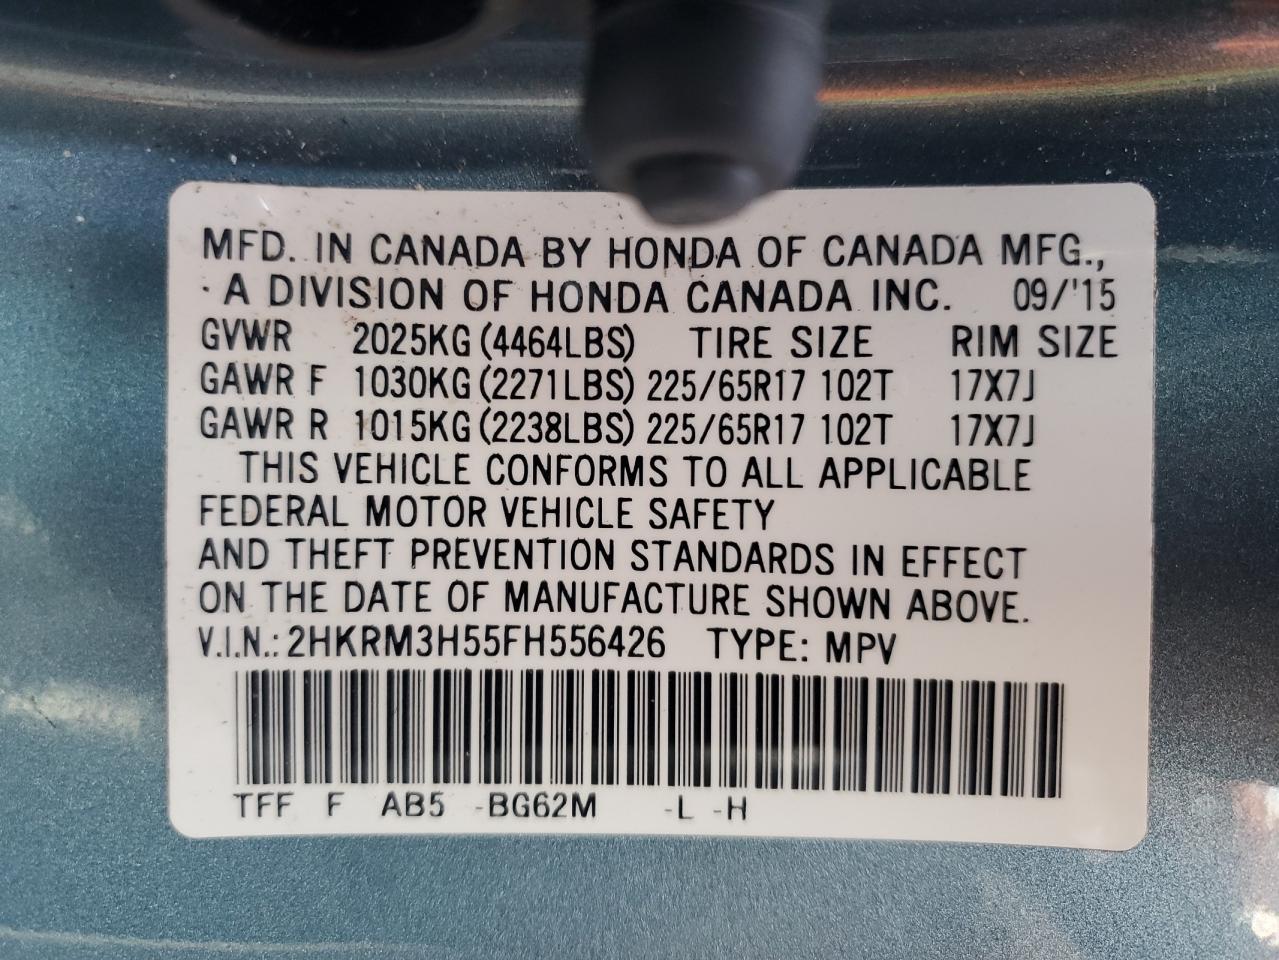 MFD. IN CANADA BY HONDA OF CANADA MFG.,
A DIVISION OF HONDA CANADA INC. 09/'15
GVWR 2025KG (4464LBS) TIRE SIZE RIM SIZE
GAWR F 1030KG (2271LBS) 225/65R17 102T 17X7J
GAWR R 1015KG (2238LBS) 225/65R17 102T 17X7J
THIS VEHICLE CONFORMS TO ALL APPLICABLE
FEDERAL MOTOR VEHICLE SAFETY
AND THEFT PREVENTION STANDARDS IN EFFECT
ON THE DATE OF MANUFACTURE SHOWN ABOVE.
V.I.N.: 2HKRM3H55FH556426 TYPE: MPV
TFF F AB5 -BG62M -L -H